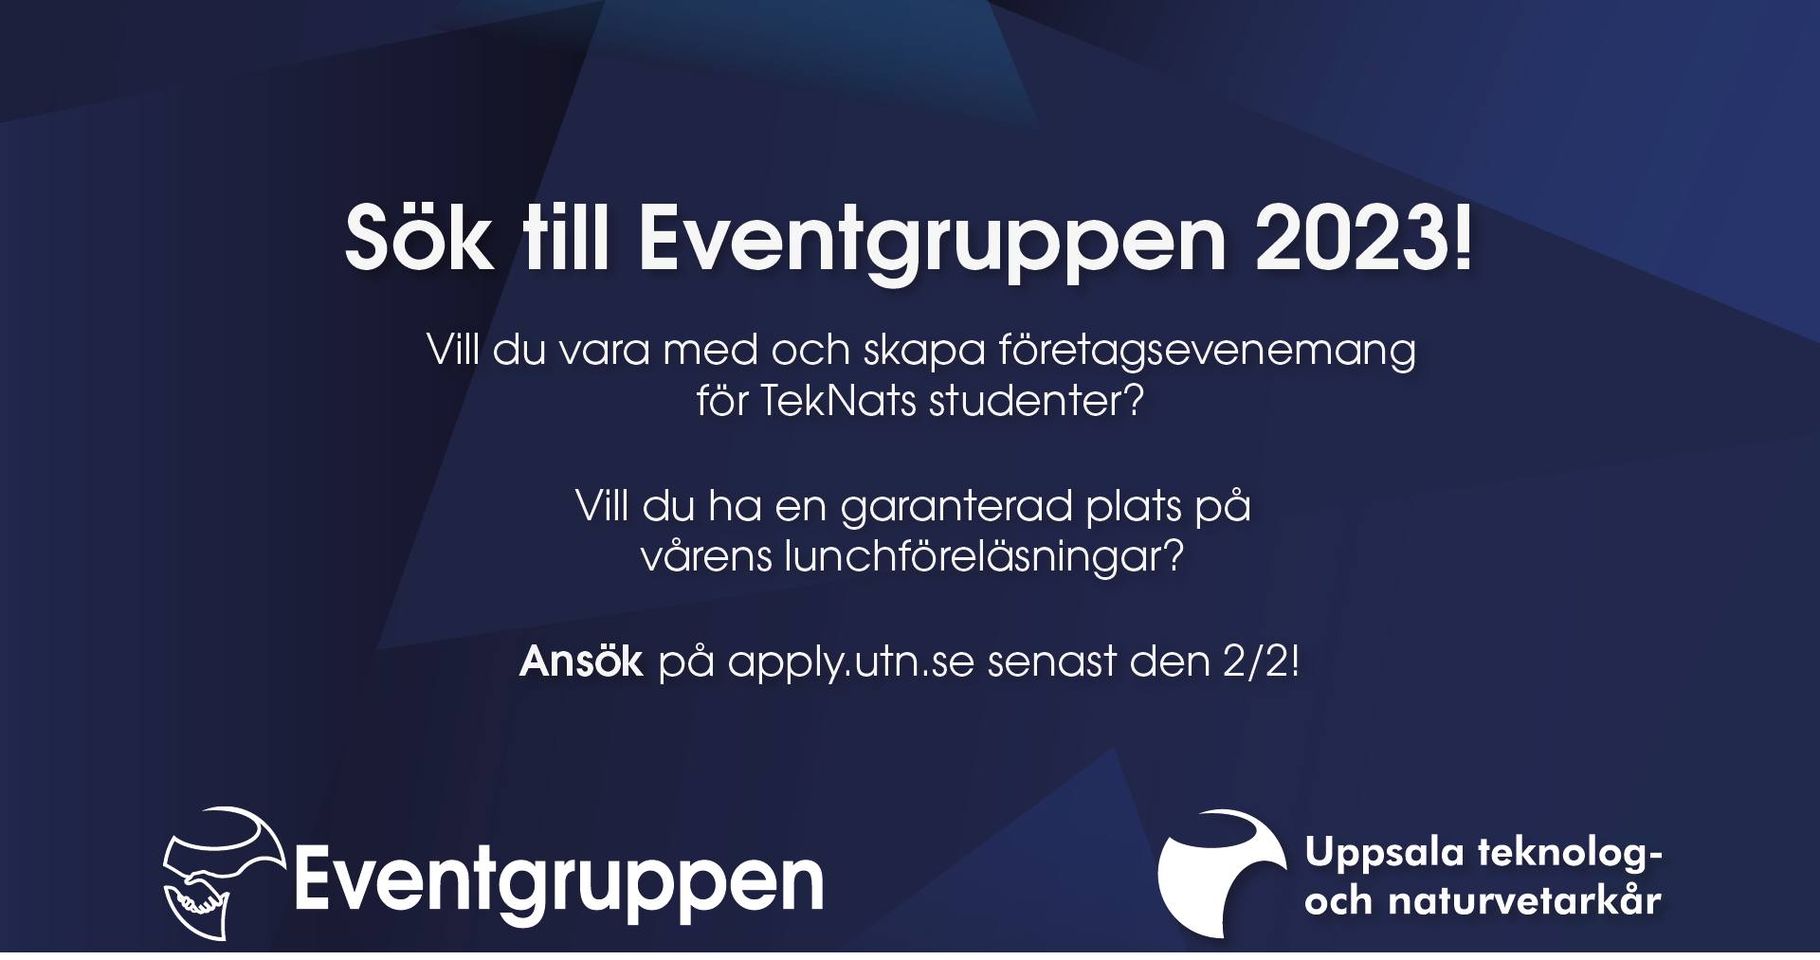 Sök till Eventgruppen 2023!
Vill du vara med och skapa företagsevenemang
för TekNats studenter?
Vill du ha en garanterad plats på
vårens lunchföreläsningar?
Ansök på apply.utn.se senast den 2/2!
Eventgruppen
Uppsala teknolog-
och naturvetarkår